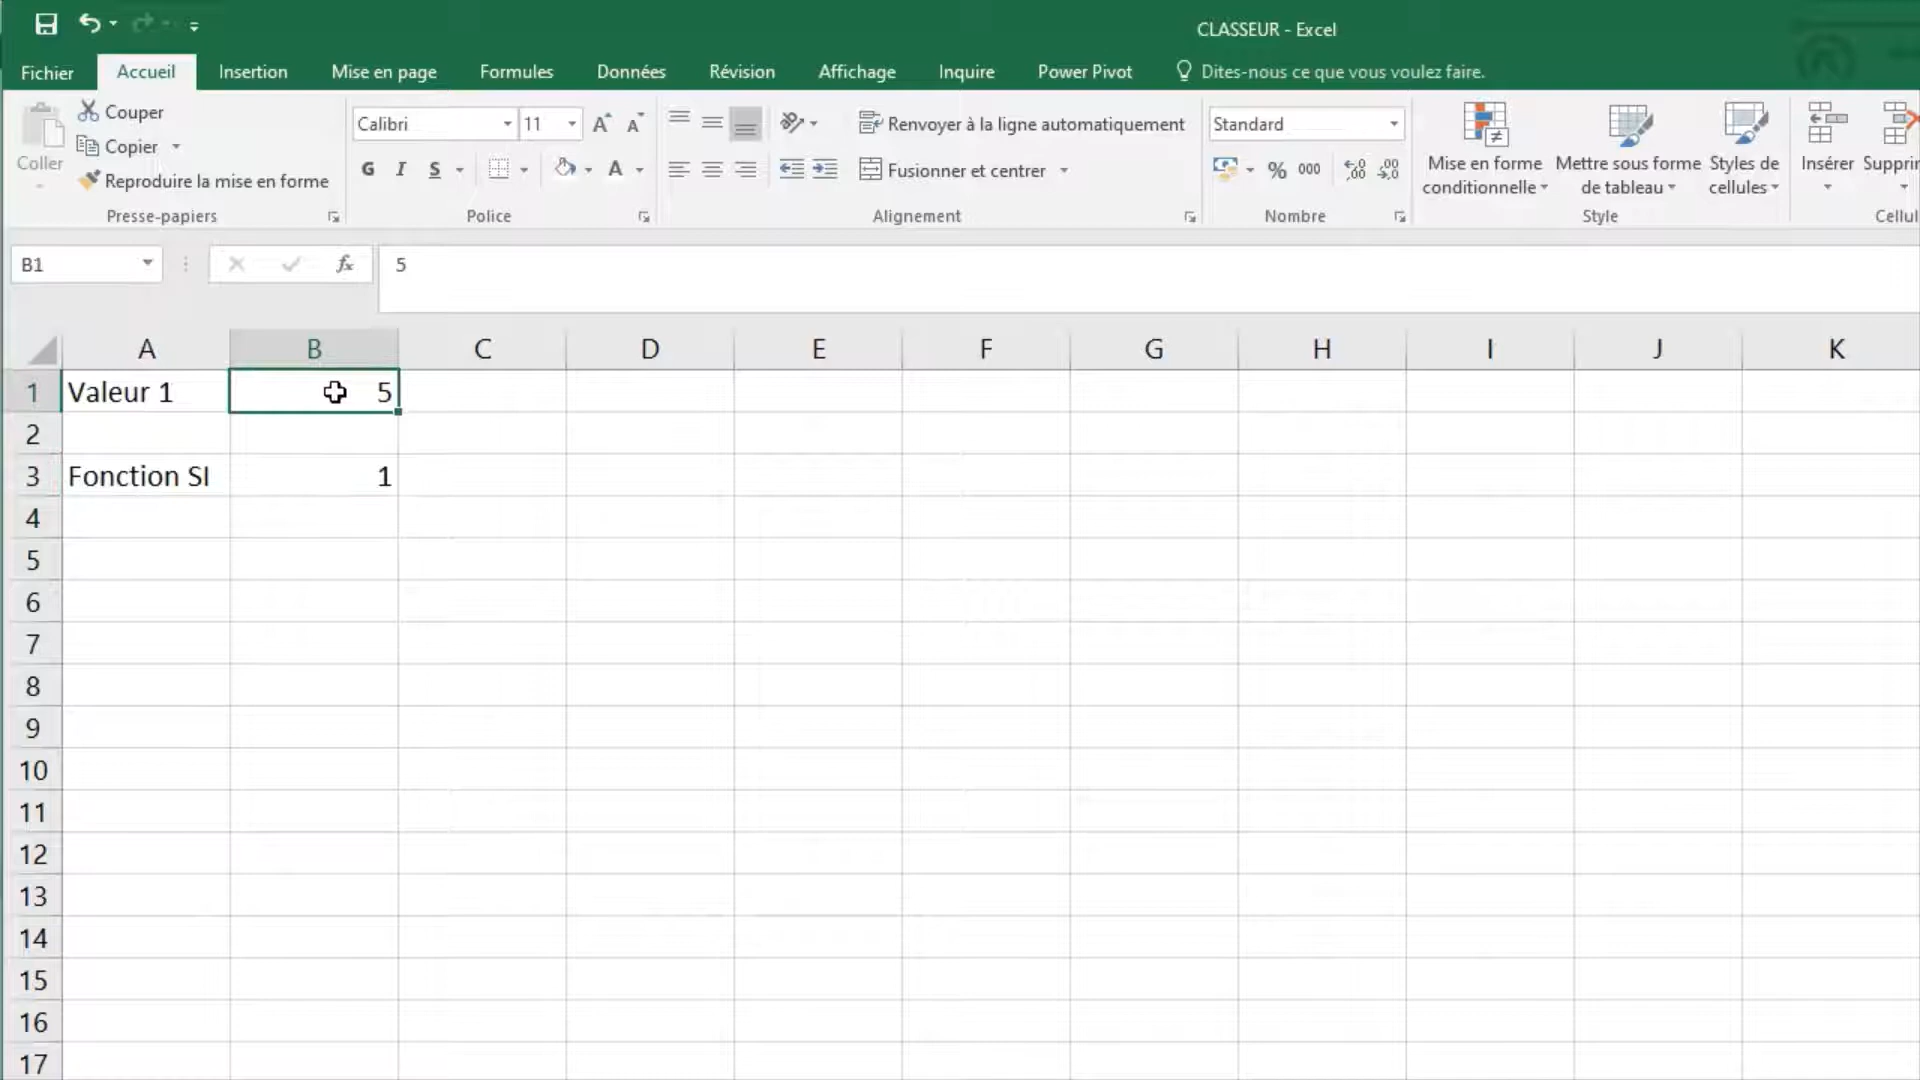 CLASSEUR - Excel
Fichier Accueil Insertion Mise en page Formules Données Révision Affichage Inquire Power Pivot Dites-nous ce que vous voulez faire.
Coller
Couper
Copier
Reproduire la mise en forme
Presse-papiers
Calibri 11
G I S A
Police
Renvoyer à la ligne automatiquement
Fusionner et centrer
Alignement
Standard
% 000
Nombre
Mise en forme
conditionnelle
Mettre sous forme
de tableau
Styles de
cellules
Style
Insérer
B1 fx 5
A B C D E F G H I J K
1 Valeur 1 5
2
3 Fonction SI 1
4
5
6
7
8
9
10
11
12
13
14
15
16
17